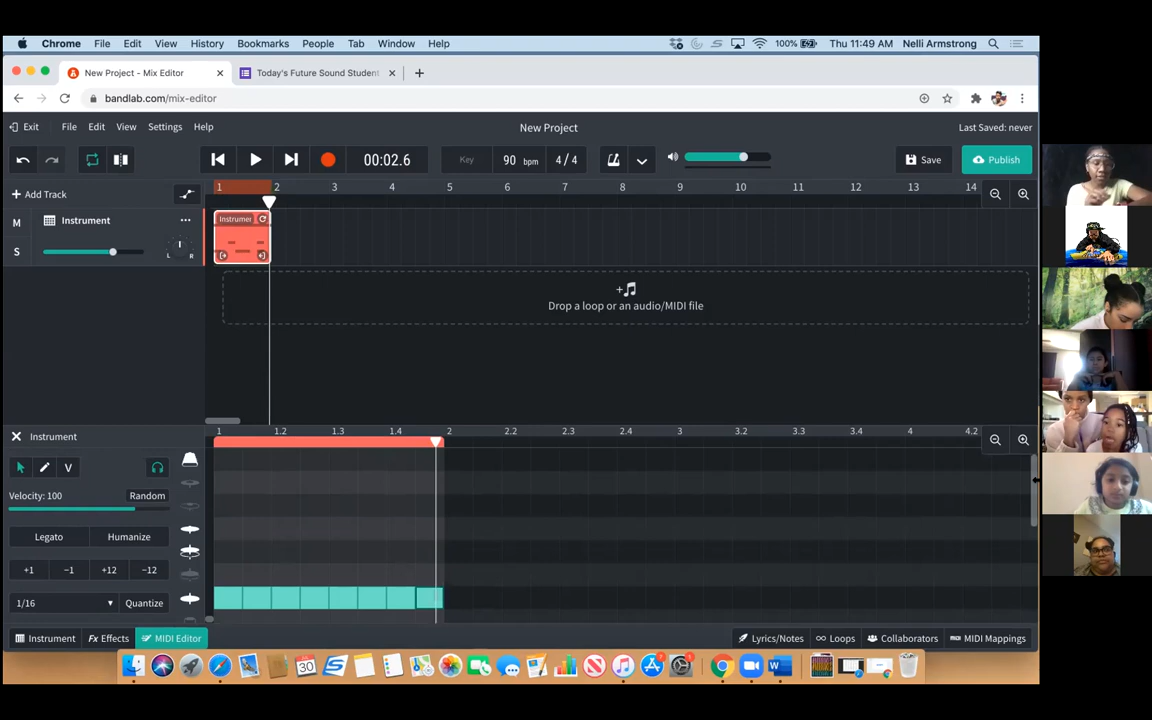 Chrome File Edit View History Bookmarks People Tab Window Help 100% Thu 11:49 AM Nelli Armstrong
New Project - Mix Editor Today's Future Sound Student
bandlab.com/mix-editor
Exit File Edit View Settings Help New Project Last Saved: never
00:02.6 Key 90 bpm 4 / 4 Save Publish
Add Track 1 2 3 4 5 6 7 8 9 10 11 12 13 14
M Instrument Instrumen
S L R
Drop a loop or an audio/MIDI file
Instrument 1 1.2 1.3 1.4 2 2.2 2.3 2.4 3 3.2 3.3 3.4 4 4.2
V
Velocity: 100 Random
Legato Humanize
+1 −1 +12 −12
1/16 Quantize
Instrument Fx Effects MIDI Editor Lyrics/Notes Loops Collaborators MIDI Mappings
30